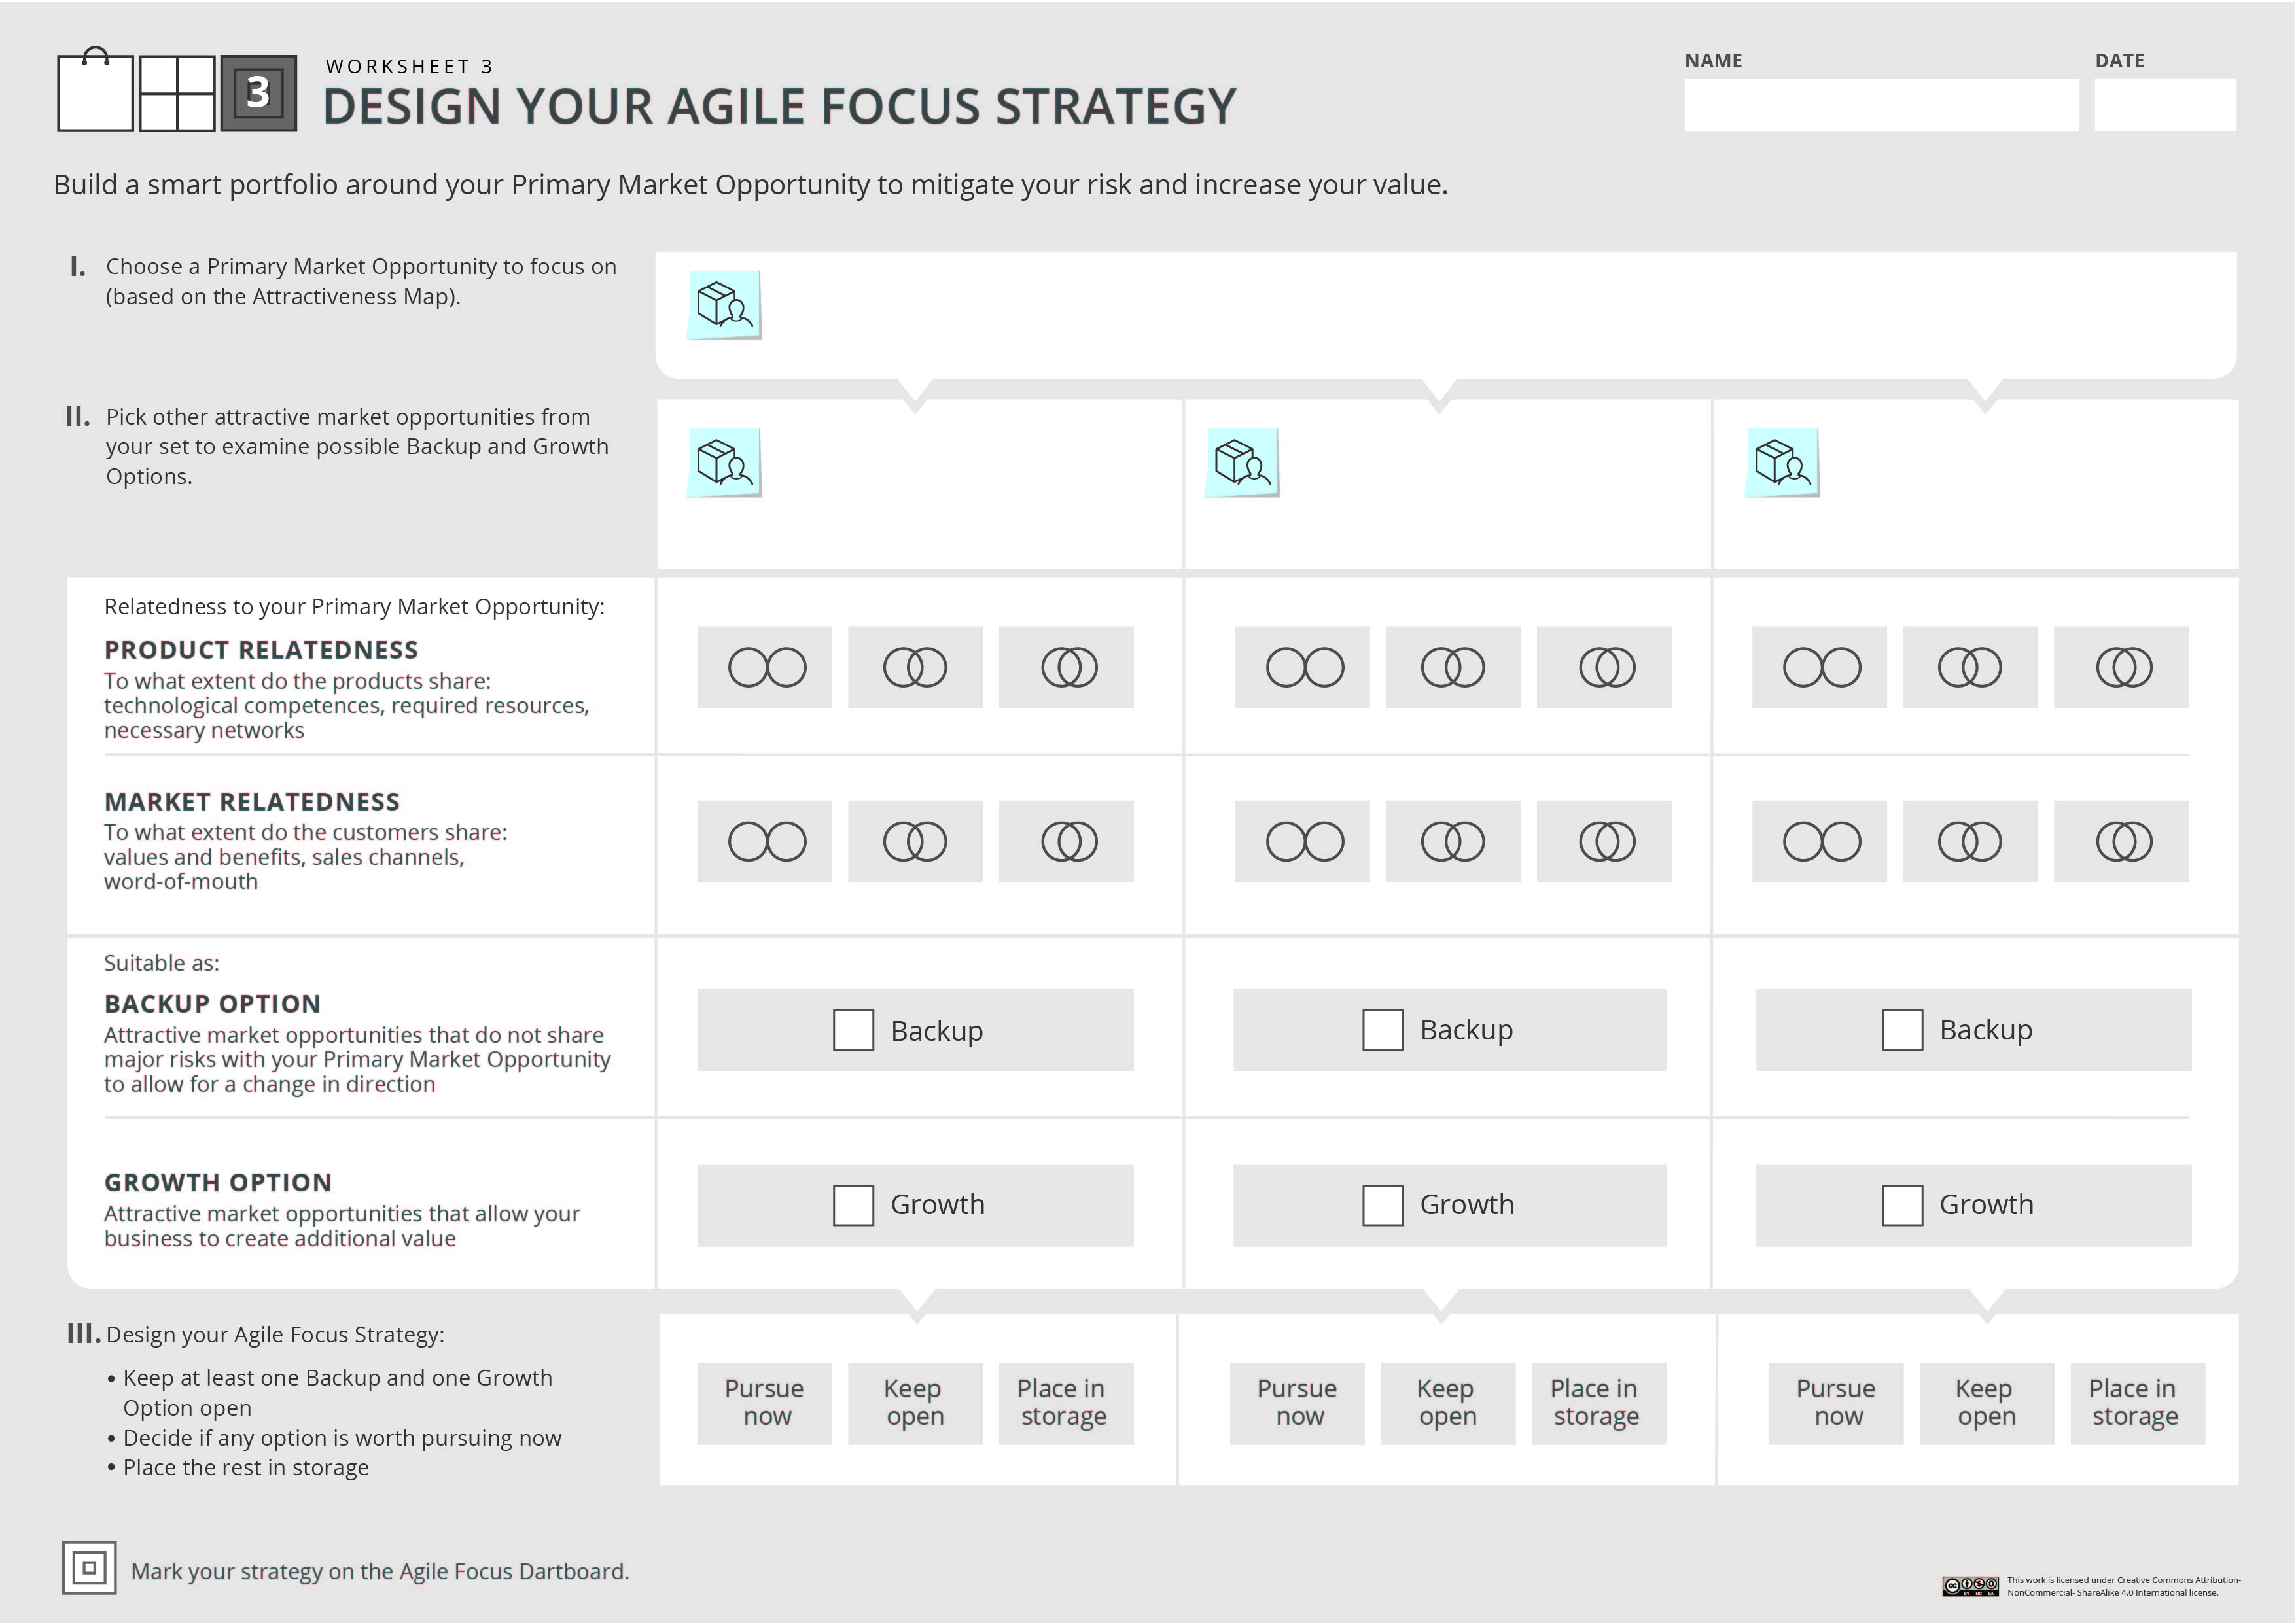 WORKSHEET 3
3
DESIGN YOUR AGILE FOCUS STRATEGY
NAME
DATE
Build a smart portfolio around your Primary Market Opportunity to mitigate your risk and increase your value.
I. Choose a Primary Market Opportunity to focus on
(based on the Attractiveness Map).
II. Pick other attractive market opportunities from
your set to examine possible Backup and Growth
Options.
Relatedness to your Primary Market Opportunity:
PRODUCT RELATEDNESS
To what extent do the products share:
technological competences, required resources,
necessary networks
MARKET RELATEDNESS
To what extent do the customers share:
values and benefits, sales channels,
word-of-mouth
Suitable as:
BACKUP OPTION
Attractive market opportunities that do not share
major risks with your Primary Market Opportunity
to allow for a change in direction
Backup
Backup
Backup
GROWTH OPTION
Attractive market opportunities that allow your
business to create additional value
Growth
Growth
Growth
III. Design your Agile Focus Strategy:
• Keep at least one Backup and one Growth
Option open
• Decide if any option is worth pursuing now
• Place the rest in storage
Pursue
now
Keep
open
Place in
storage
Pursue
now
Keep
open
Place in
storage
Pursue
now
Keep
open
Place in
storage
Mark your strategy on the Agile Focus Dartboard.
cc
BY NC SA
This work is licensed under Creative Commons Attribution-
NonCommercial- ShareAlike 4.0 International license.